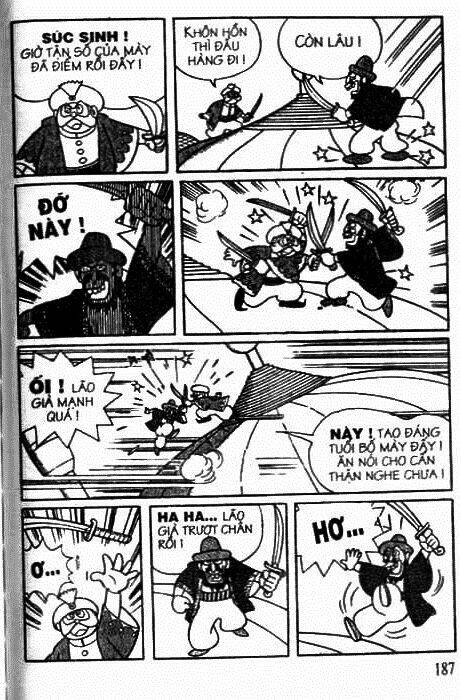 SÚC SINH !
GIỜ TẬN SỐ CỦA MÀY
ĐÃ ĐIỂM RỒI ĐÂY !
KHÔN HỒN
THÌ ĐẦU
HÀNG ĐI !
CÒN LÂU !
ĐỠ
NÀY !
ỐI ! LÃO
GIÀ MẠNH
QUÁ !
NÀY ! TAO ĐÁNG
TUỔI BỐ MÀY ĐẤY !
ĂN NÓI CHO CẨN
THẬN NGHE CHƯA !
Ơ...
HA HA... LÃO
GIÀ TRƯỢT CHÂN
RỒI !
HƠ...
187